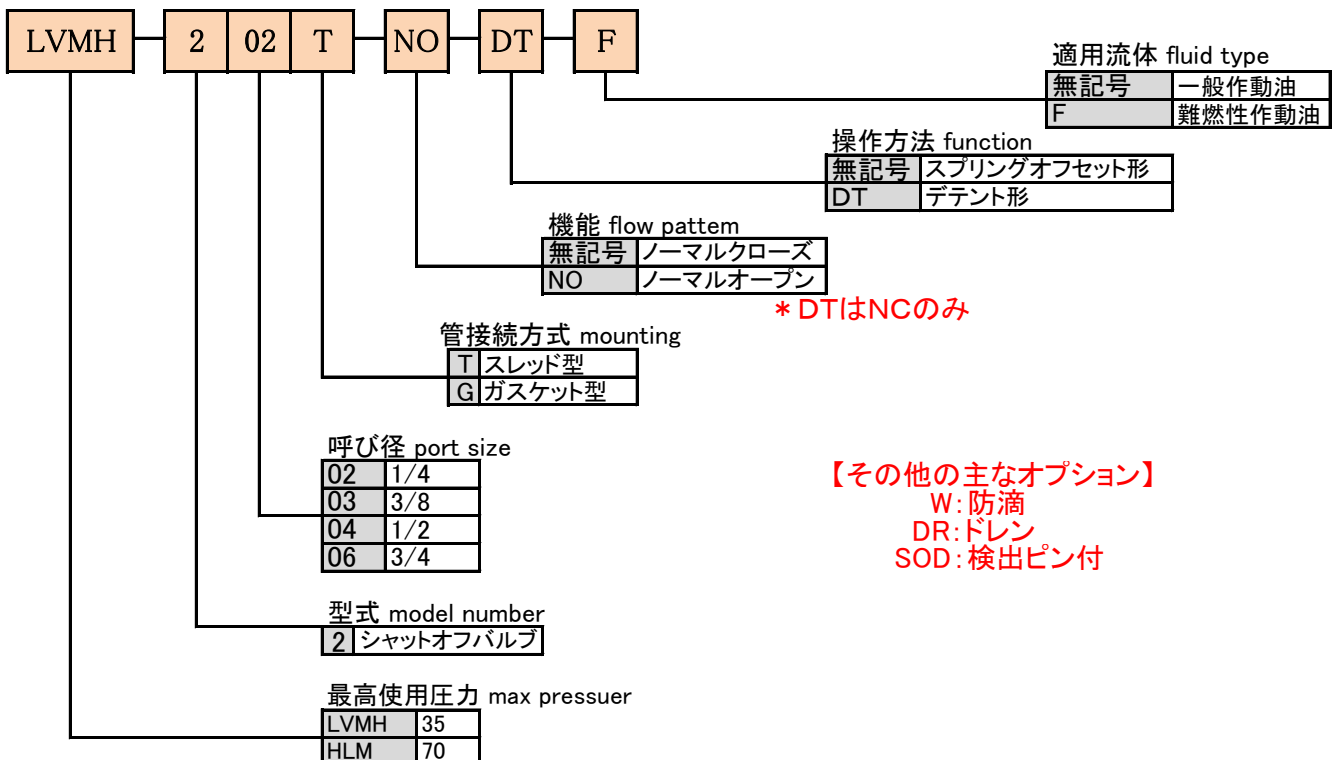 LVMH 2 02 T NO DT F
適用流体 fluid type
無記号 一般作動油
F 難燃性作動油
操作方法 function
無記号 スプリングオフセット形
DT デテント形
機能 flow pattem
無記号 ノーマルクローズ
NO ノーマルオープン
*DTはNCのみ
管接続方式 mounting
T スレッド型
G ガスケット型
呼び径 port size
02 1/4
03 3/8
04 1/2
06 3/4
【その他の主なオプション】
W:防滴
DR:ドレン
SOD:検出ピン付
型式 model number
2 シャットオフバルブ
最高使用圧力 max pressuer
LVMH 35
HLM 70